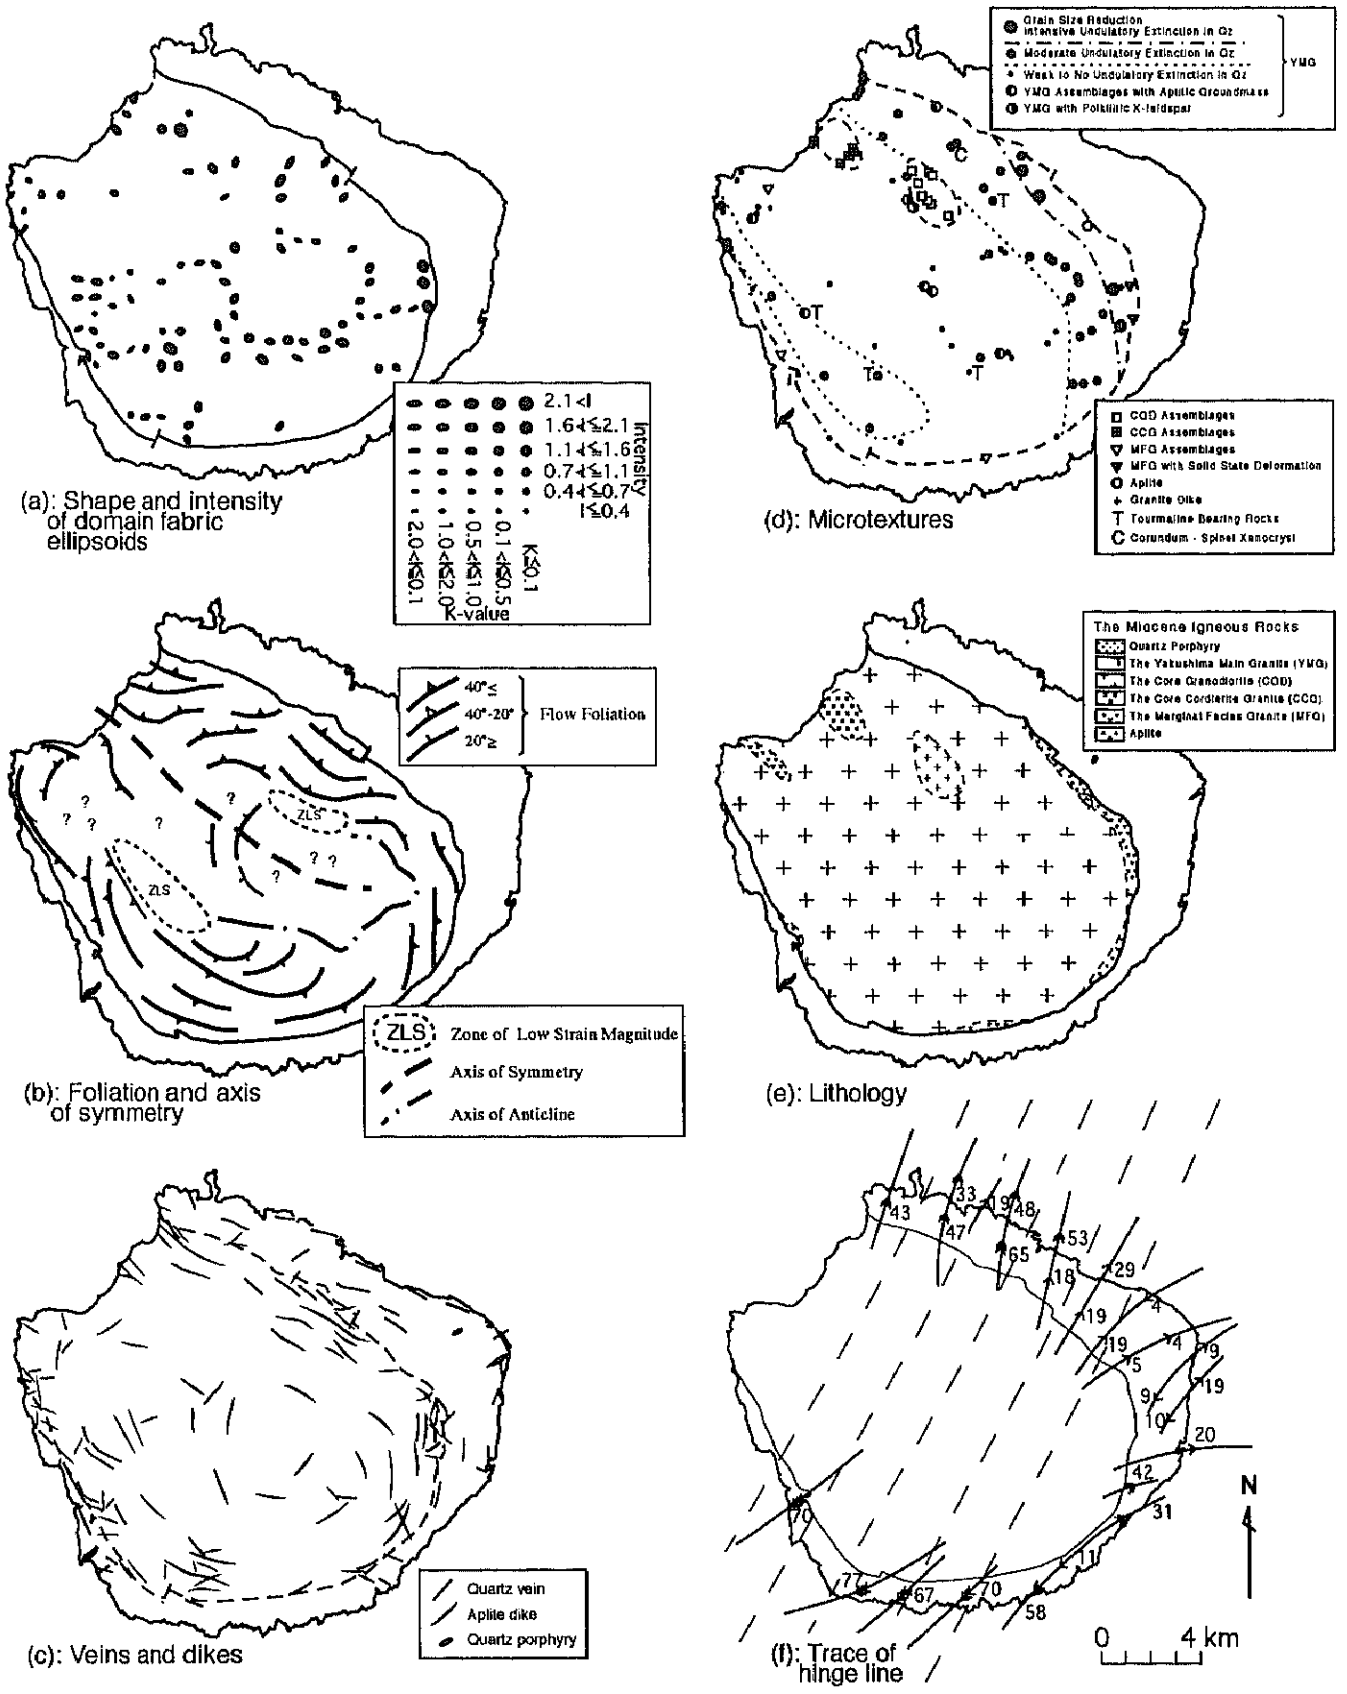 Grain Size Reduction
Intensive Undulatory Extinction in Qz
Moderate Undulatory Extinction in Qz
Weak to No Undulatory Extinction in Qz
YMG Assemblages with Aplitic Groundmass
YMG with Poikilitic K-feldspar
YMG
C
T
T
T
T
2.1<I
1.6<I≦2.1
1.1<I≦1.6
0.7<I≦1.1
0.4<I≦0.7
I≦0.4
Intensity
2.0<K≦0.1
1.0<K≦2.0
0.5<K≦1.0
0.1<K≦0.5
K≦0.1
K-value
(a): Shape and intensity
of domain fabric
ellipsoids
COD Assemblages
CCG Assemblages
MFG Assemblages
MFG with Solid State Deformation
Aplite
Granite Dike
T Tourmaline Bearing Rocks
C Corundum - Spinel Xenocryst
(d): Microtextures
40°≤
40°-20°
20°≥
Flow Foliation
ZLS
ZLS
? ? ? ? ? ? ? ?
ZLS Zone of Low Strain Magnitude
Axis of Symmetry
Axis of Anticline
(b): Foliation and axis
of symmetry
The Miocene Igneous Rocks
Quartz Porphyry
The Yakushima Main Granite (YMG)
The Core Granodiorite (COD)
The Core Cordierite Granite (CCG)
The Marginal Facies Granite (MFG)
Aplite
(e): Lithology
Quartz vein
Aplite dike
Quartz porphyry
(c): Veins and dikes
43
33
19
48
47
65
53
18
29
19
4
19
5
4
9
9
19
10
20
42
31
70
11
77
67
70
58
N
0 4 km
(f): Trace of
hinge line